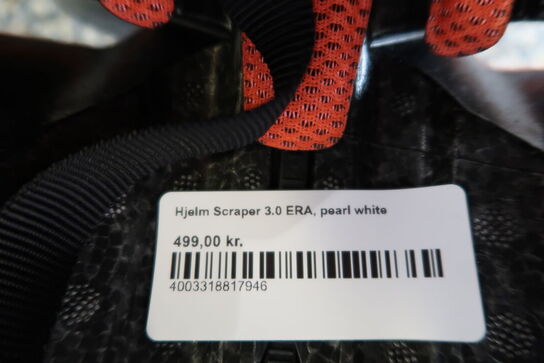 Hjelm Scraper 3.0 ERA, pearl white
499,00 kr.
4003318817946